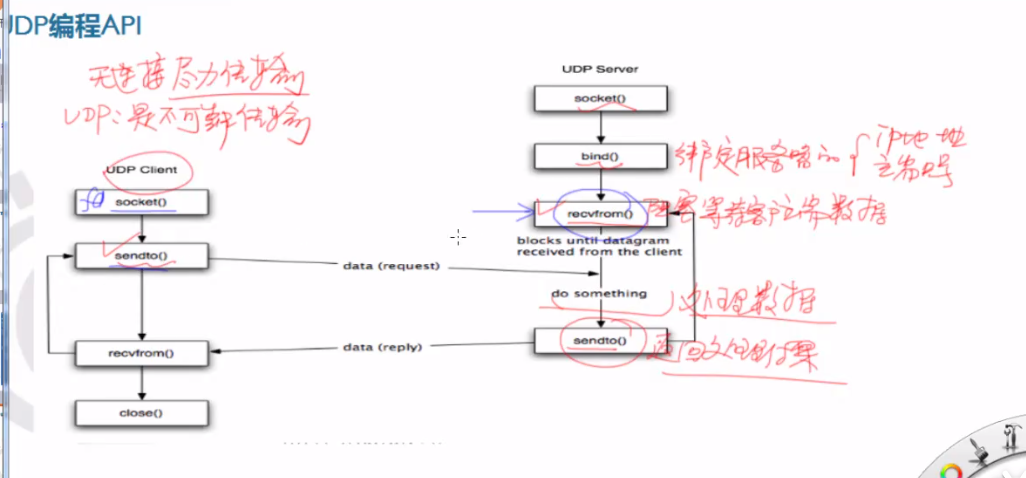 UDP编程API
无连接 尽力传输
UDP：是不可靠传输
UDP Client
fd
socket()
sendto()
recvfrom()
close()
data (request)
data (reply)
UDP Server
socket()
bind()
绑定服务器的 { ip地址
端口号
recvfrom()
阻塞等待客户端数据
blocks until datagram
received from the client
do something
处理数据
sendto()
返回处理结果